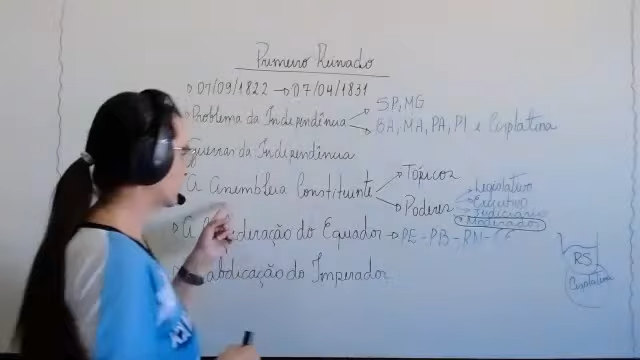 Primeiro Reinado
07/09/1822 → 07/04/1831
Problema da Independência
SP, MG
BA, MA, PA, PI e Cisplatina
Guerras da Independência
A Assembleia Constituinte
Tópicos
Poderes
Legislativo
Executivo
Judiciário
Moderador
A Confederação do Equador → PE - PB - RN - CE
abdicação do Imperador
RS
Cisplatina